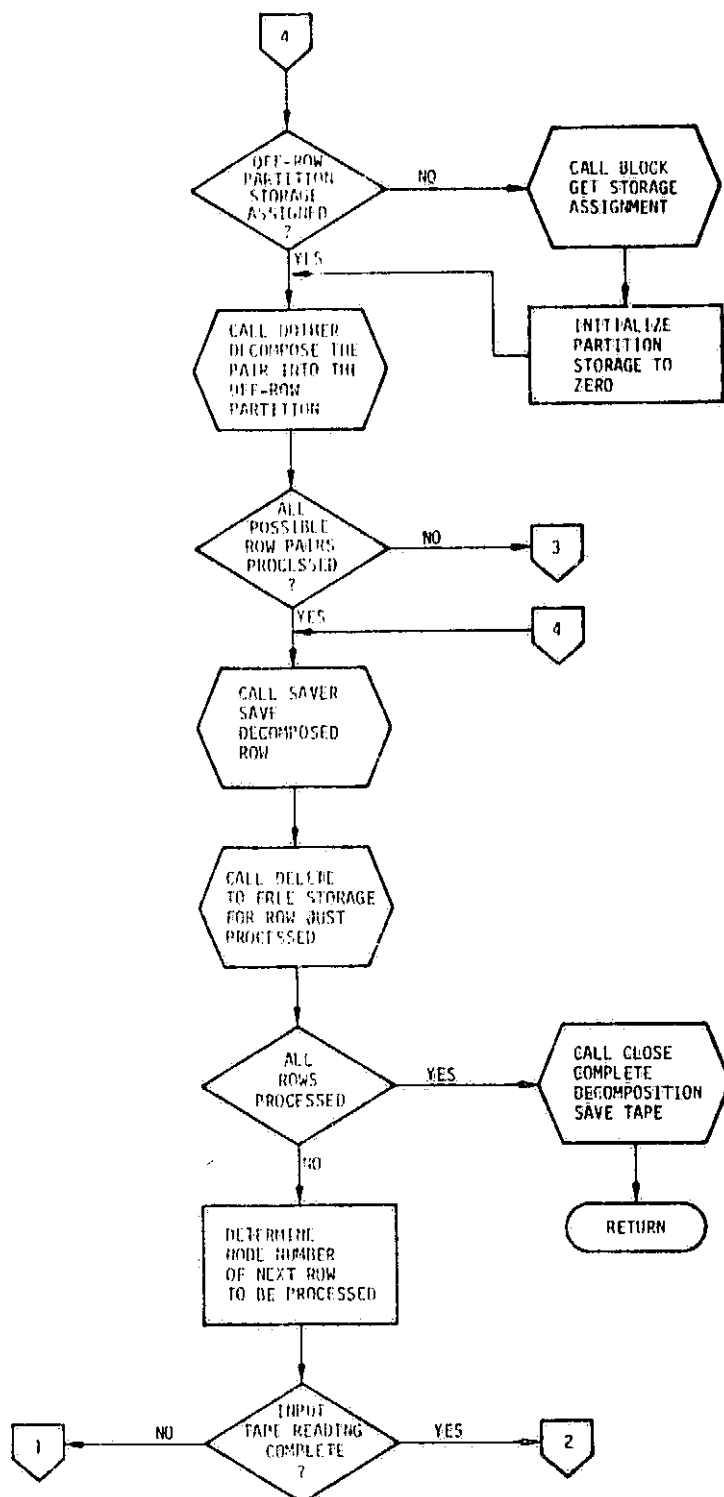 4
OFF-ROW
PARTITION
STORAGE
ASSIGNED
?
NO
CALL BLOCK
GET STORAGE
ASSIGNMENT
YES
INITIALIZE
PARTITION
STORAGE TO
ZERO
CALL DOTHER
DECOMPOSE THE
PAIR INTO THE
OFF-ROW
PARTITION
ALL
POSSIBLE
ROW PAIRS
PROCESSED
?
NO
3
YES
4
CALL SAVER
SAVE
DECOMPOSED
ROW
CALL DELETE
TO FREE STORAGE
FOR ROW JUST
PROCESSED
ALL
ROWS
PROCESSED
YES
CALL CLOSE
COMPLETE
DECOMPOSITION
SAVE TAPE
NO
RETURN
DETERMINE
NODE NUMBER
OF NEXT ROW
TO BE PROCESSED
INPUT
TAPE READING
COMPLETE
?
NO
1
YES
2